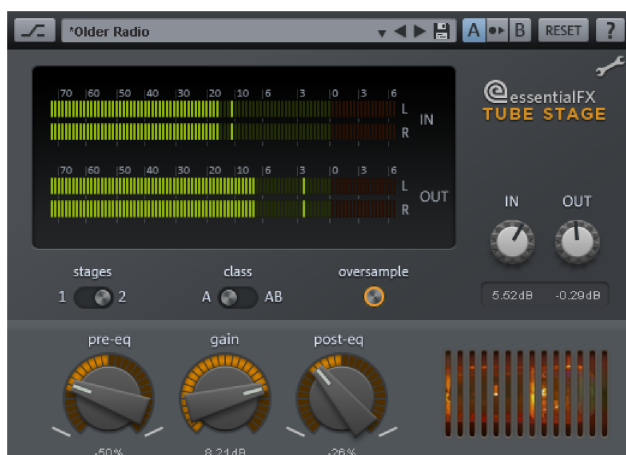 *Older Radio
A B RESET ?
essentialFX
TUBE STAGE
70 60 50 40 30 20 10 6 3 0 3 6
L
R
IN
70 60 50 40 30 20 10 6 3 0 3 6
L
R
OUT
IN OUT
5.52dB -0.29dB
stages class oversample
1 2 A AB
pre-eq gain post-eq
-50% 8.21dB -26%